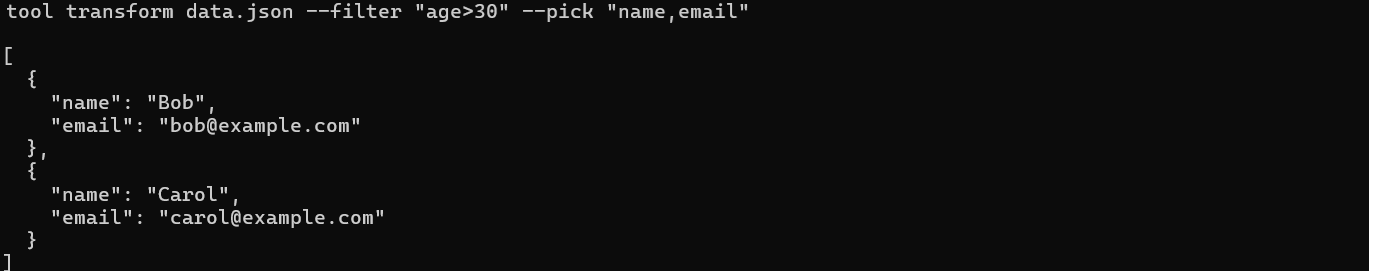 tool transform data.json --filter "age>30" --pick "name,email"
[
  {
    "name": "Bob",
    "email": "bob@example.com"
  },
  {
    "name": "Carol",
    "email": "carol@example.com"
  }
]